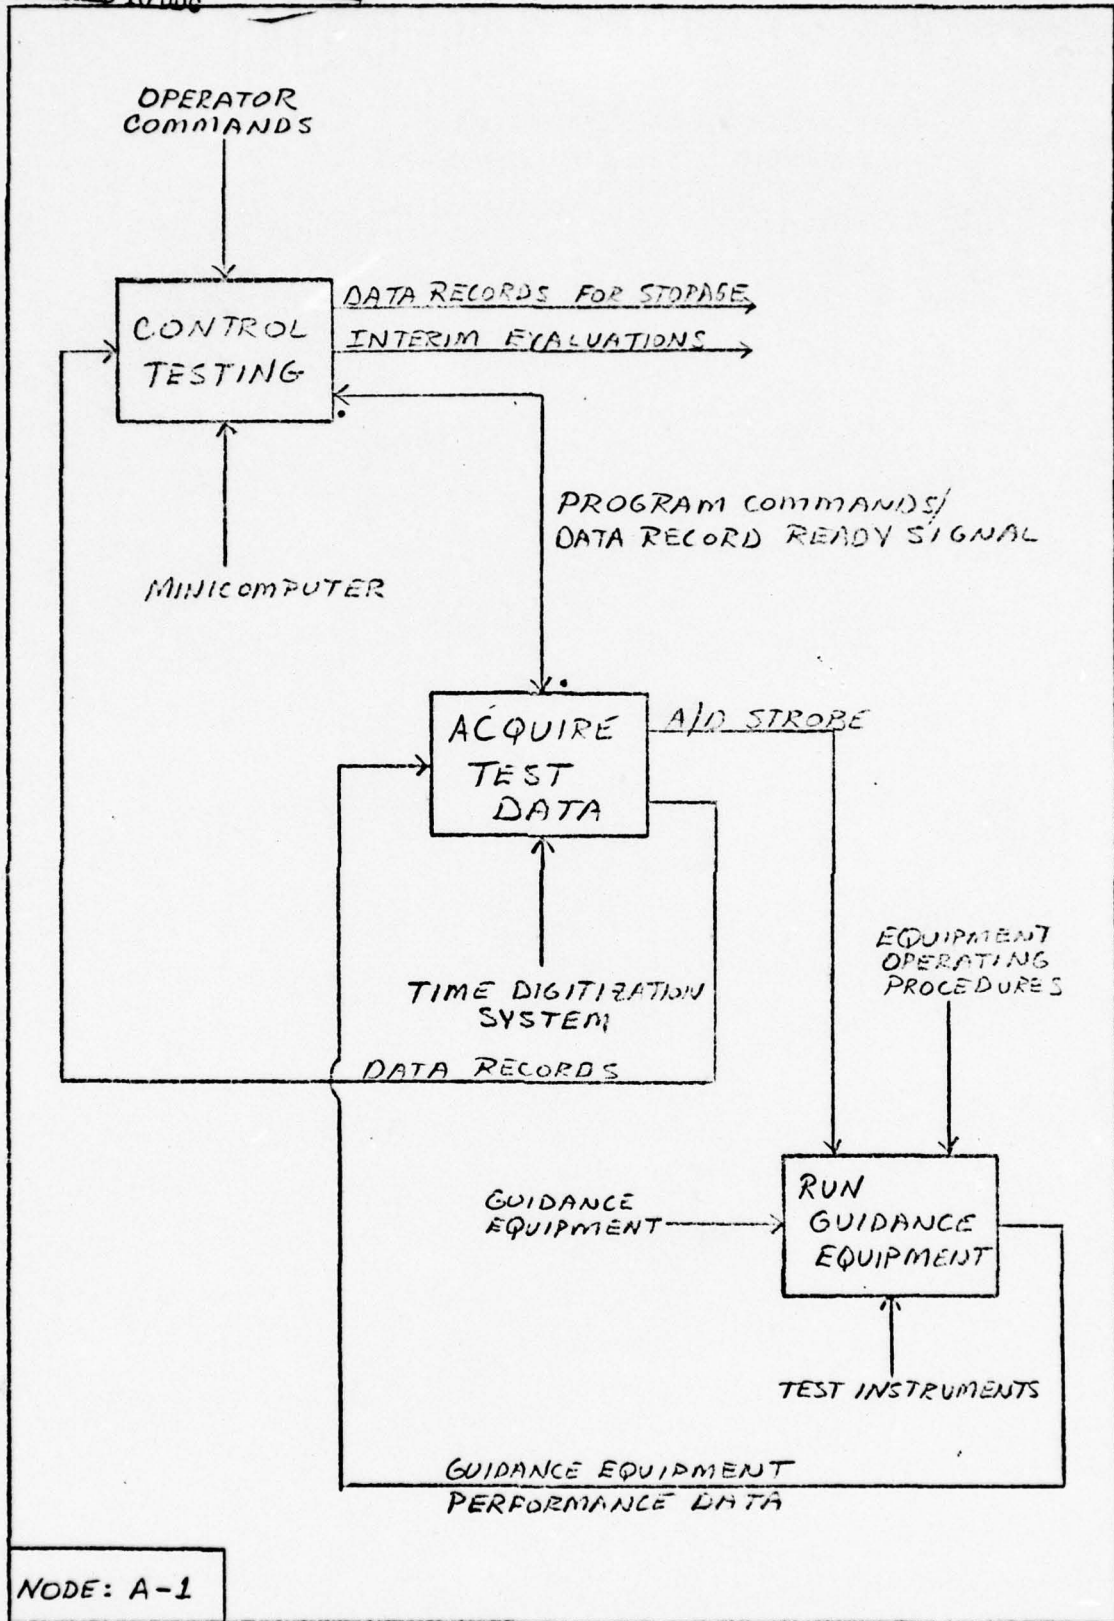 OPERATOR
COMMANDS
CONTROL
TESTING
DATA RECORDS FOR STOPAGE
INTERIM EVALUATIONS
MINICOMPUTER
PROGRAM COMMANDS/
DATA RECORD READY SIGNAL
ACQUIRE
TEST
DATA
A/D STROBE
TIME DIGITIZATION
SYSTEM
DATA RECORDS
EQUIPMENT
OPERATING
PROCEDURES
GUIDANCE
EQUIPMENT
RUN
GUIDANCE
EQUIPMENT
TEST INSTRUMENTS
GUIDANCE EQUIPMENT
PERFORMANCE DATA
NODE: A-1